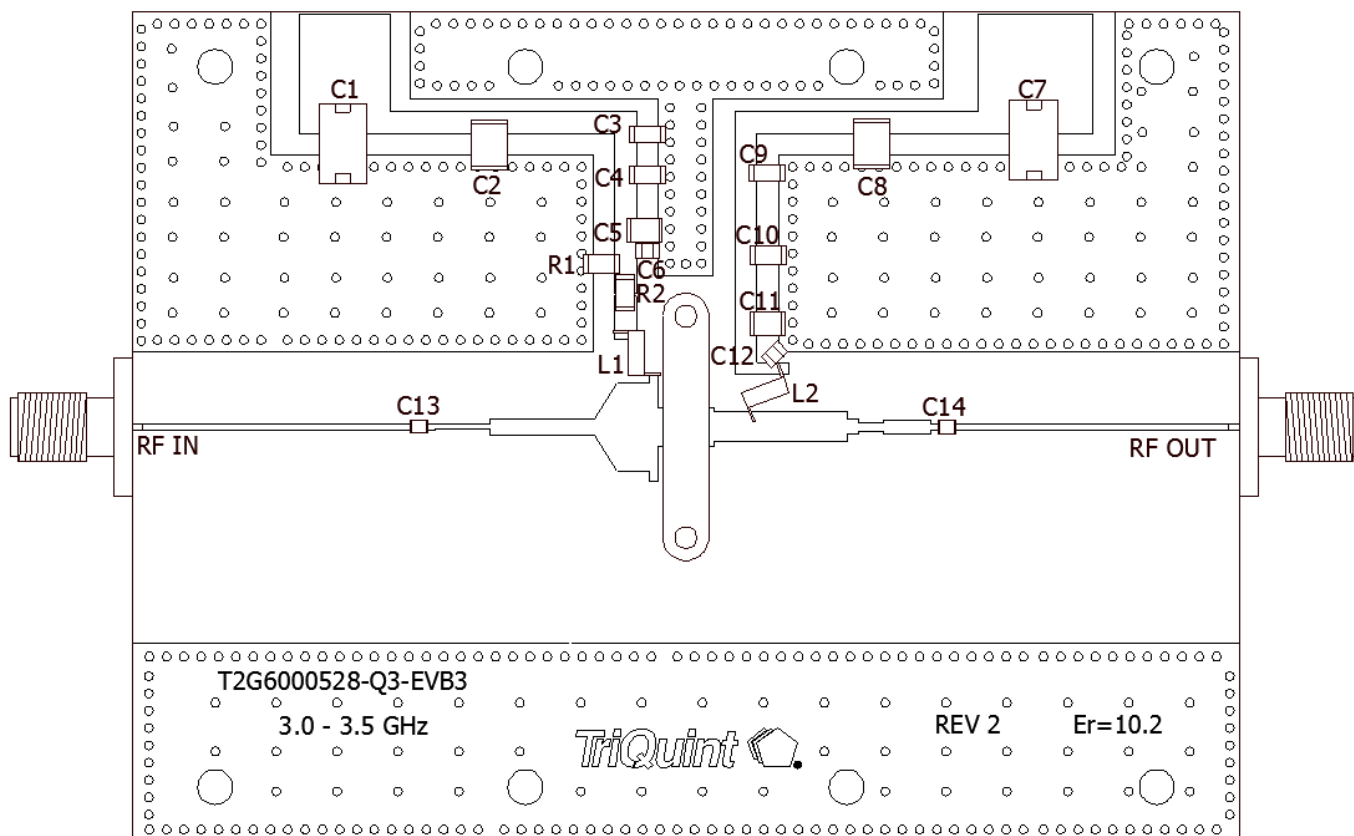 C1
C7
C3
C9
C4
C2
C8
C5
C10
R1
C6
R2
C11
C12
L1
L2
C13
C14
RF IN
RF OUT
T2G6000528-Q3-EVB3
3.0 - 3.5 GHz
REV 2
Er=10.2
TriQuint